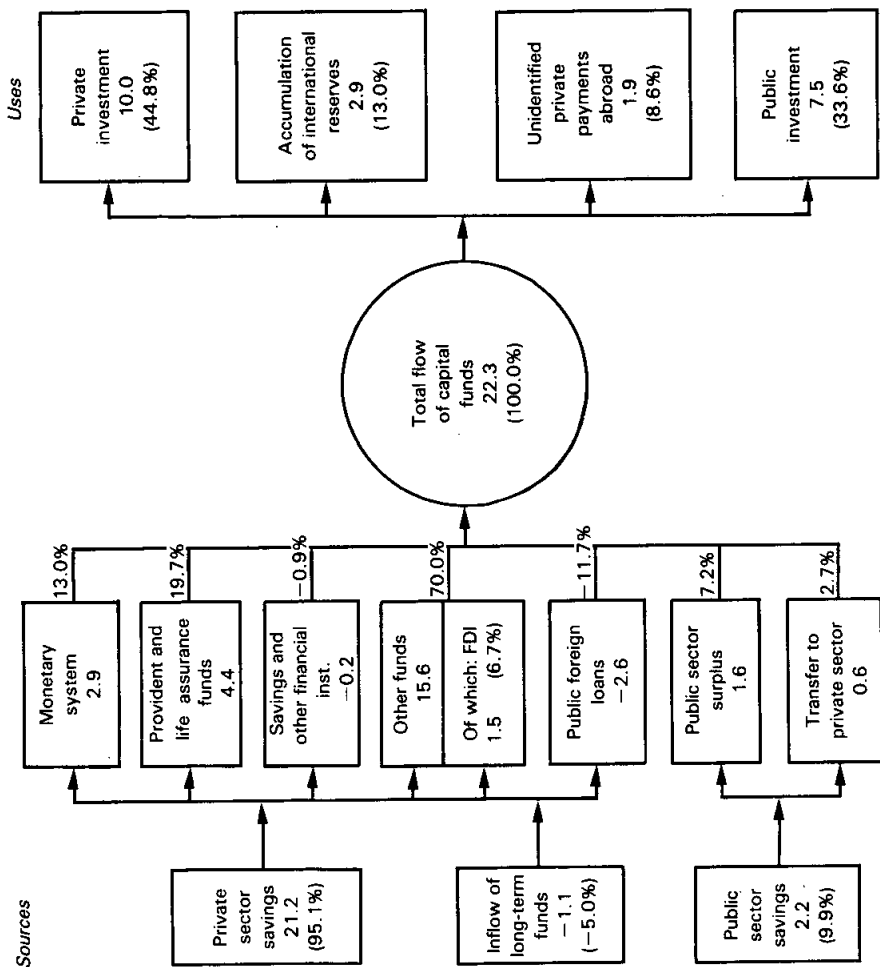 Sources
Private
sector
savings
21.2
(95.1%)
Inflow of
long-term
funds
−1.1
(−5.0%)
Public
sector
savings
2.2
(9.9%)
Monetary
system
2.9
13.0%
Provident and
life assurance
funds
4.4
19.7%
Savings and
other financial
inst.
−0.2
−0.9%
Other funds
15.6
70.0%
Of which: FDI
1.5 (6.7%)
Public foreign
loans
−2.6
−11.7%
Public sector
surplus
1.6
7.2%
Transfer to
private sector
0.6
2.7%
Total flow
of capital
funds
22.3
(100.0%)
Uses
Private
investment
10.0
(44.8%)
Accumulation
of international
reserves
2.9
(13.0%)
Unidentified
private
payments
abroad
1.9
(8.6%)
Public
investment
7.5
(33.6%)